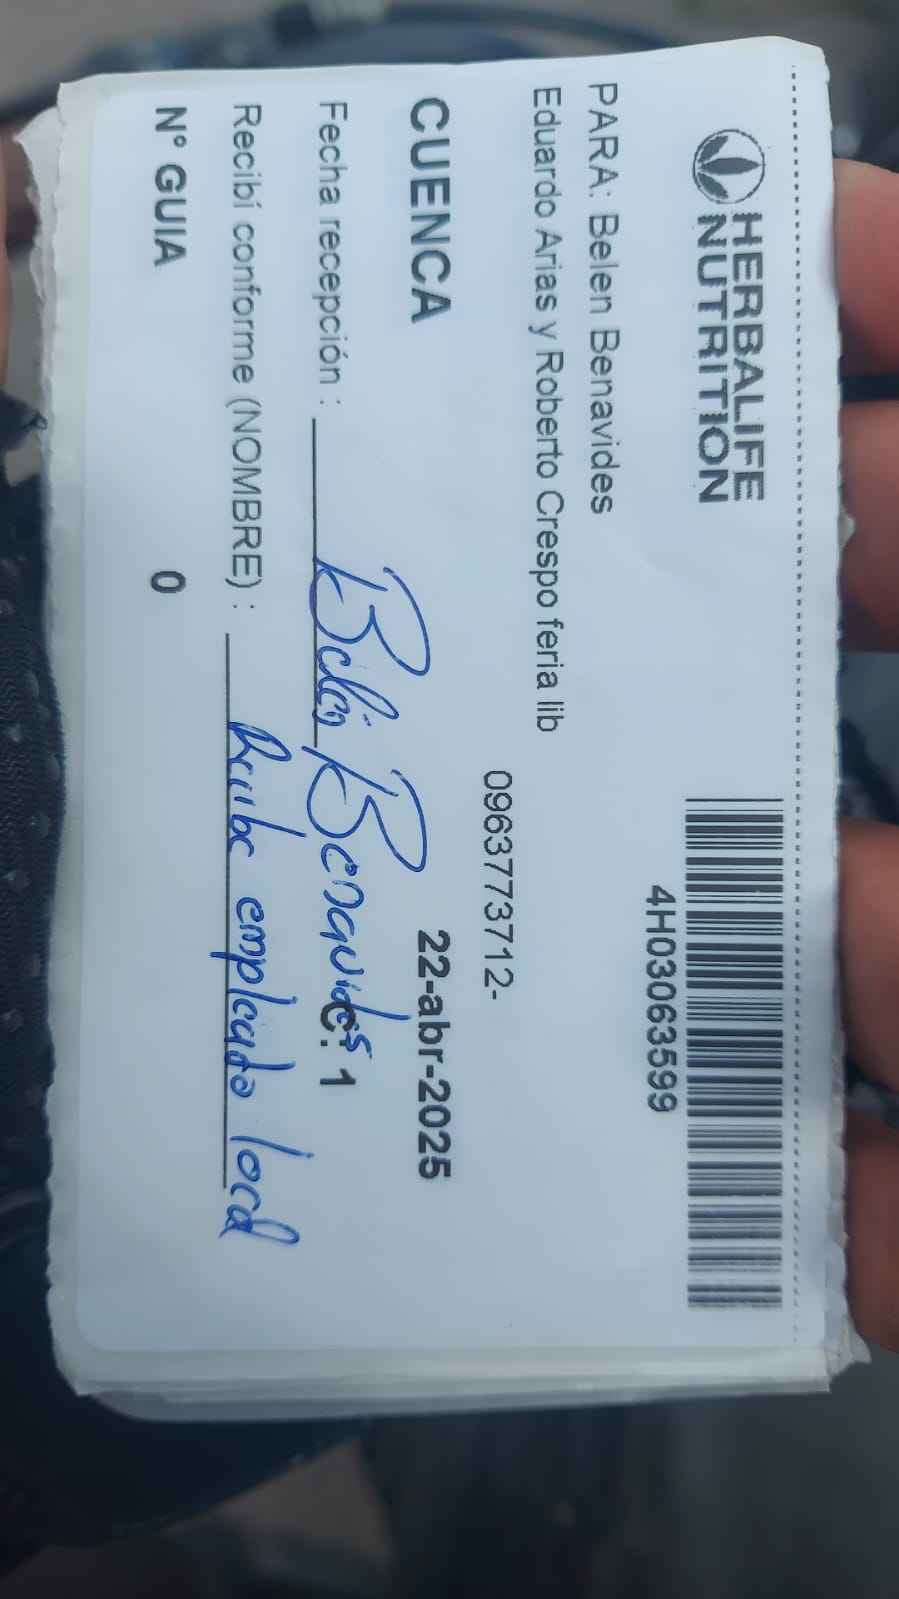 HERBALIFE
NUTRITION
4H03063599
PARA: Belen Benavides
Eduardo Arias y Roberto Crespo feria lib
0963773712-
CUENCA 22-abr-2025
Fecha recepción : Belén Benavides C: 1
Recibí conforme (NOMBRE) : Recibe empleado local
N° GUIA 0